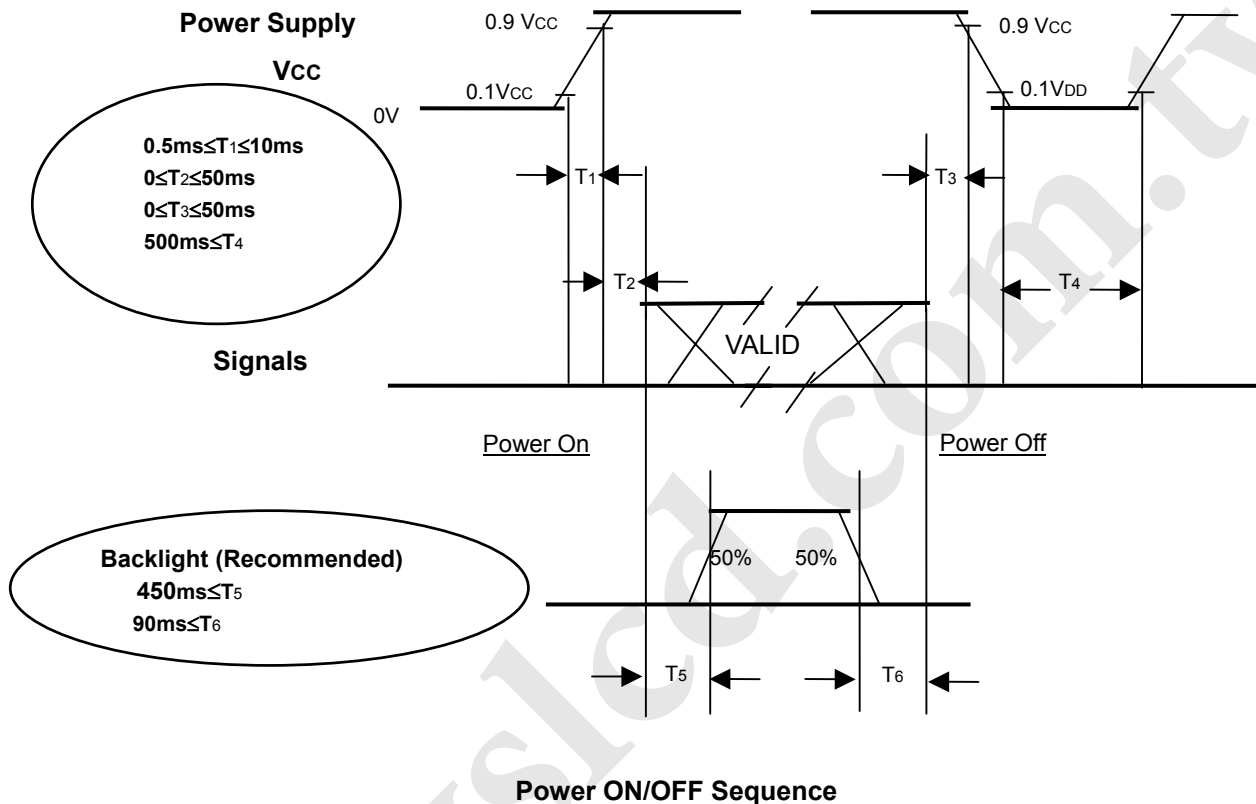 Power Supply
0.9 VCC
0.9 VCC
VCC
0.1VCC
0.1VDD
0V
0.5ms≤T1≤10ms
0≤T2≤50ms
0≤T3≤50ms
500ms≤T4
T1
T3
T2
T4
VALID
Signals
Power On
Power Off
Backlight (Recommended)
450ms≤T5
90ms≤T6
50%
50%
T5
T6
Power ON/OFF Sequence